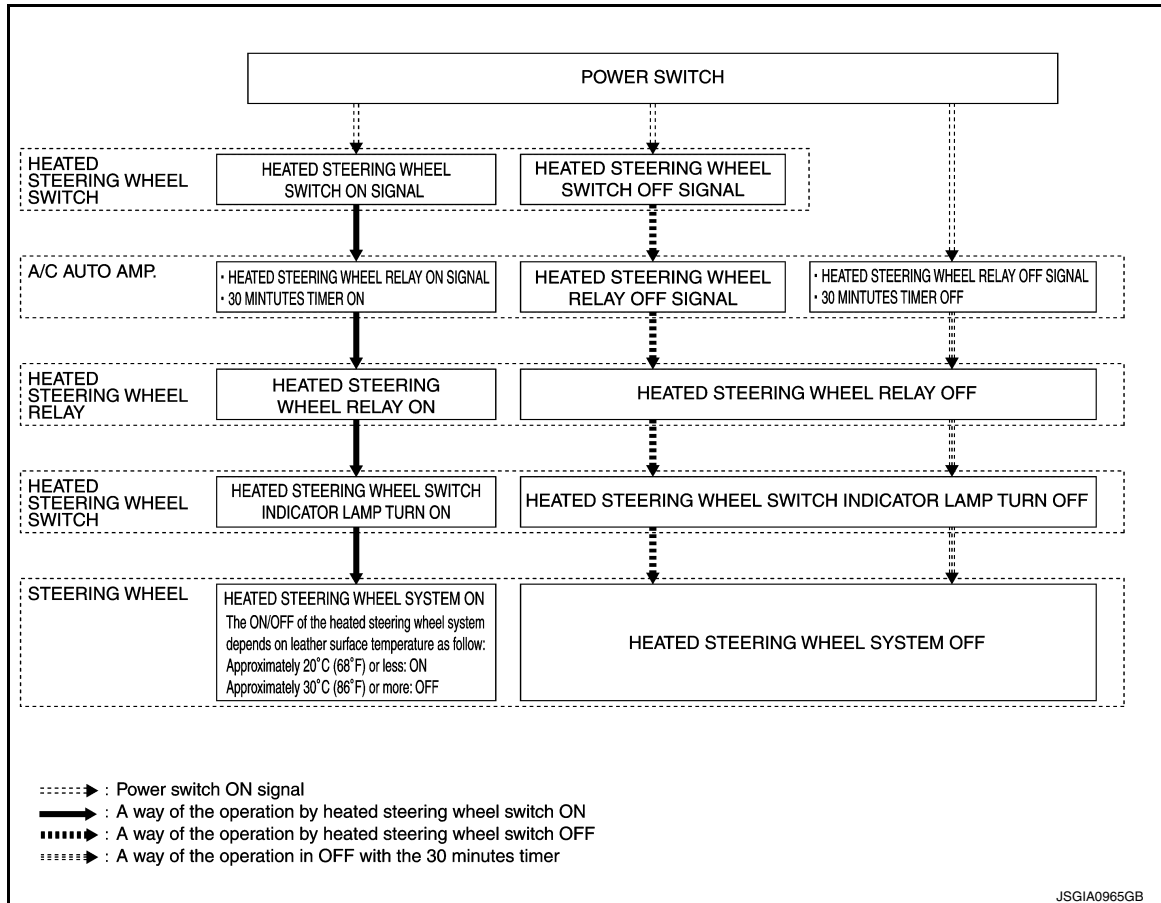 POWER SWITCH
HEATED
STEERING WHEEL
SWITCH
HEATED STEERING WHEEL
SWITCH ON SIGNAL
HEATED STEERING WHEEL
SWITCH OFF SIGNAL
A/C AUTO AMP.
· HEATED STEERING WHEEL RELAY ON SIGNAL
· 30 MINTUTES TIMER ON
HEATED STEERING WHEEL
RELAY OFF SIGNAL
· HEATED STEERING WHEEL RELAY OFF SIGNAL
· 30 MINTUTES TIMER OFF
HEATED
STEERING WHEEL
RELAY
HEATED STEERING
WHEEL RELAY ON
HEATED STEERING WHEEL RELAY OFF
HEATED
STEERING WHEEL
SWITCH
HEATED STEERING WHEEL SWITCH
INDICATOR LAMP TURN ON
HEATED STEERING WHEEL SWITCH INDICATOR LAMP TURN OFF
STEERING WHEEL
HEATED STEERING WHEEL SYSTEM ON
The ON/OFF of the heated steering wheel system
depends on leather surface temperature as follow:
Approximately 20°C (68°F) or less: ON
Approximately 30°C (86°F) or more: OFF
HEATED STEERING WHEEL SYSTEM OFF
: Power switch ON signal
: A way of the operation by heated steering wheel switch ON
: A way of the operation by heated steering wheel switch OFF
: A way of the operation in OFF with the 30 minutes timer
JSGIA0965GB